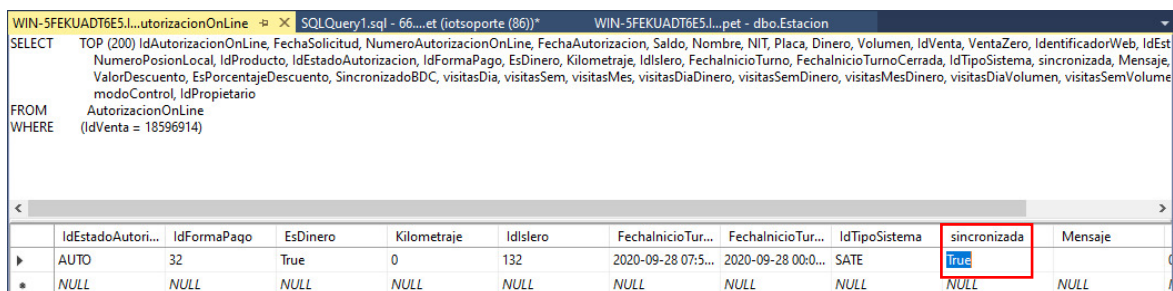 WIN-5FEKUADT6E5.I...utorizacionOnLine SQLQuery1.sql - 66....et (iotsoporte (86))* WIN-5FEKUADT6E5.I...pet - dbo.Estacion
SELECT TOP (200) IdAutorizacionOnLine, FechaSolicitud, NumeroAutorizacionOnLine, FechaAutorizacion, Saldo, Nombre, NIT, Placa, Dinero, Volumen, IdVenta, VentaZero, IdentificadorWeb, IdEst
NumeroPosionLocal, IdProducto, IdEstadoAutorizacion, IdFormaPago, EsDinero, Kilometraje, IdIslero, FechaInicioTurno, FechaInicioTurnoCerrada, IdTipoSistema, sincronizada, Mensaje,
ValorDescuento, EsPorcentajeDescuento, SincronizadoBDC, visitasDia, visitasSem, visitasMes, visitasDiaDinero, visitasSemDinero, visitasMesDinero, visitasDiaVolumen, visitasSemVolume
modoControl, IdPropietario
FROM AutorizacionOnLine
WHERE (IdVenta = 18596914)
IdEstadoAutori... IdFormaPago EsDinero Kilometraje IdIslero FechaInicioTur... FechaInicioTur... IdTipoSistema sincronizada Mensaje
AUTO 32 True 0 132 2020-09-28 07:5... 2020-09-28 00:0... SATE True
NULL NULL NULL NULL NULL NULL NULL NULL NULL NULL